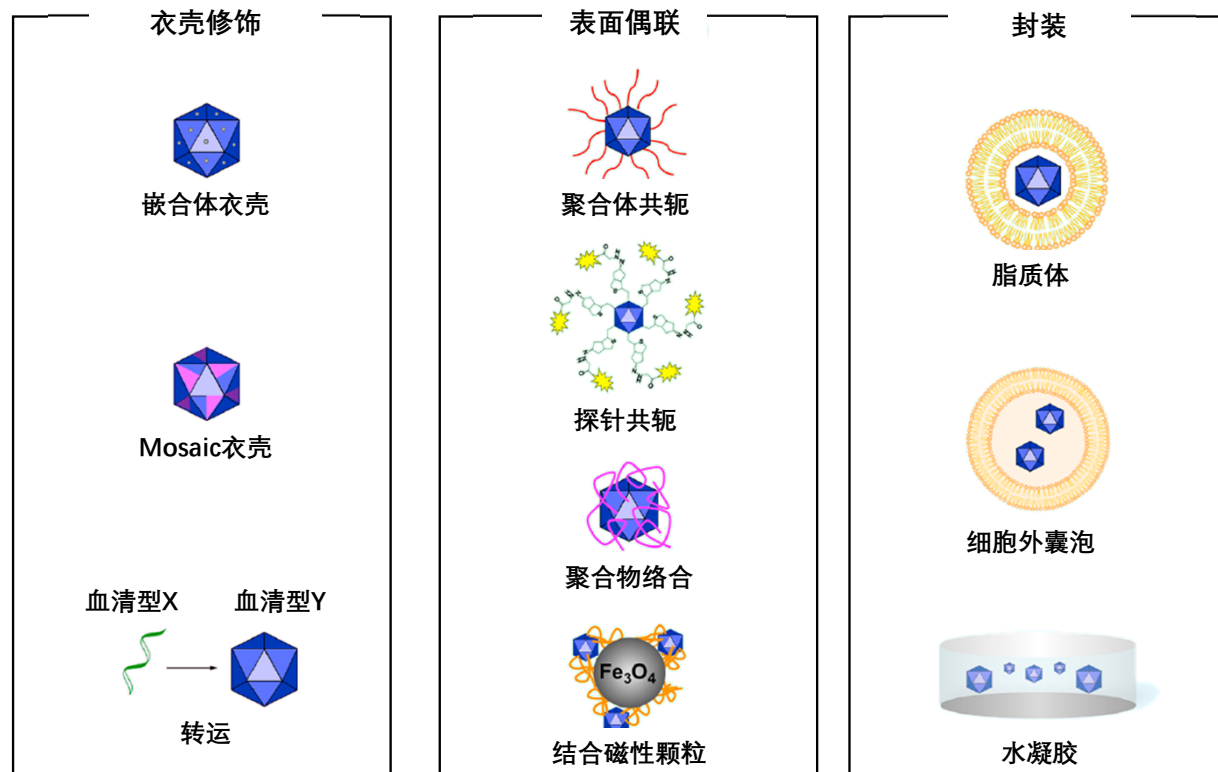 衣壳修饰
嵌合体衣壳
Mosaic衣壳
血清型X 血清型Y
转运
表面偶联
聚合体共轭
探针共轭
聚合物络合
Fe₃O₄
结合磁性颗粒
封装
脂质体
细胞外囊泡
水凝胶